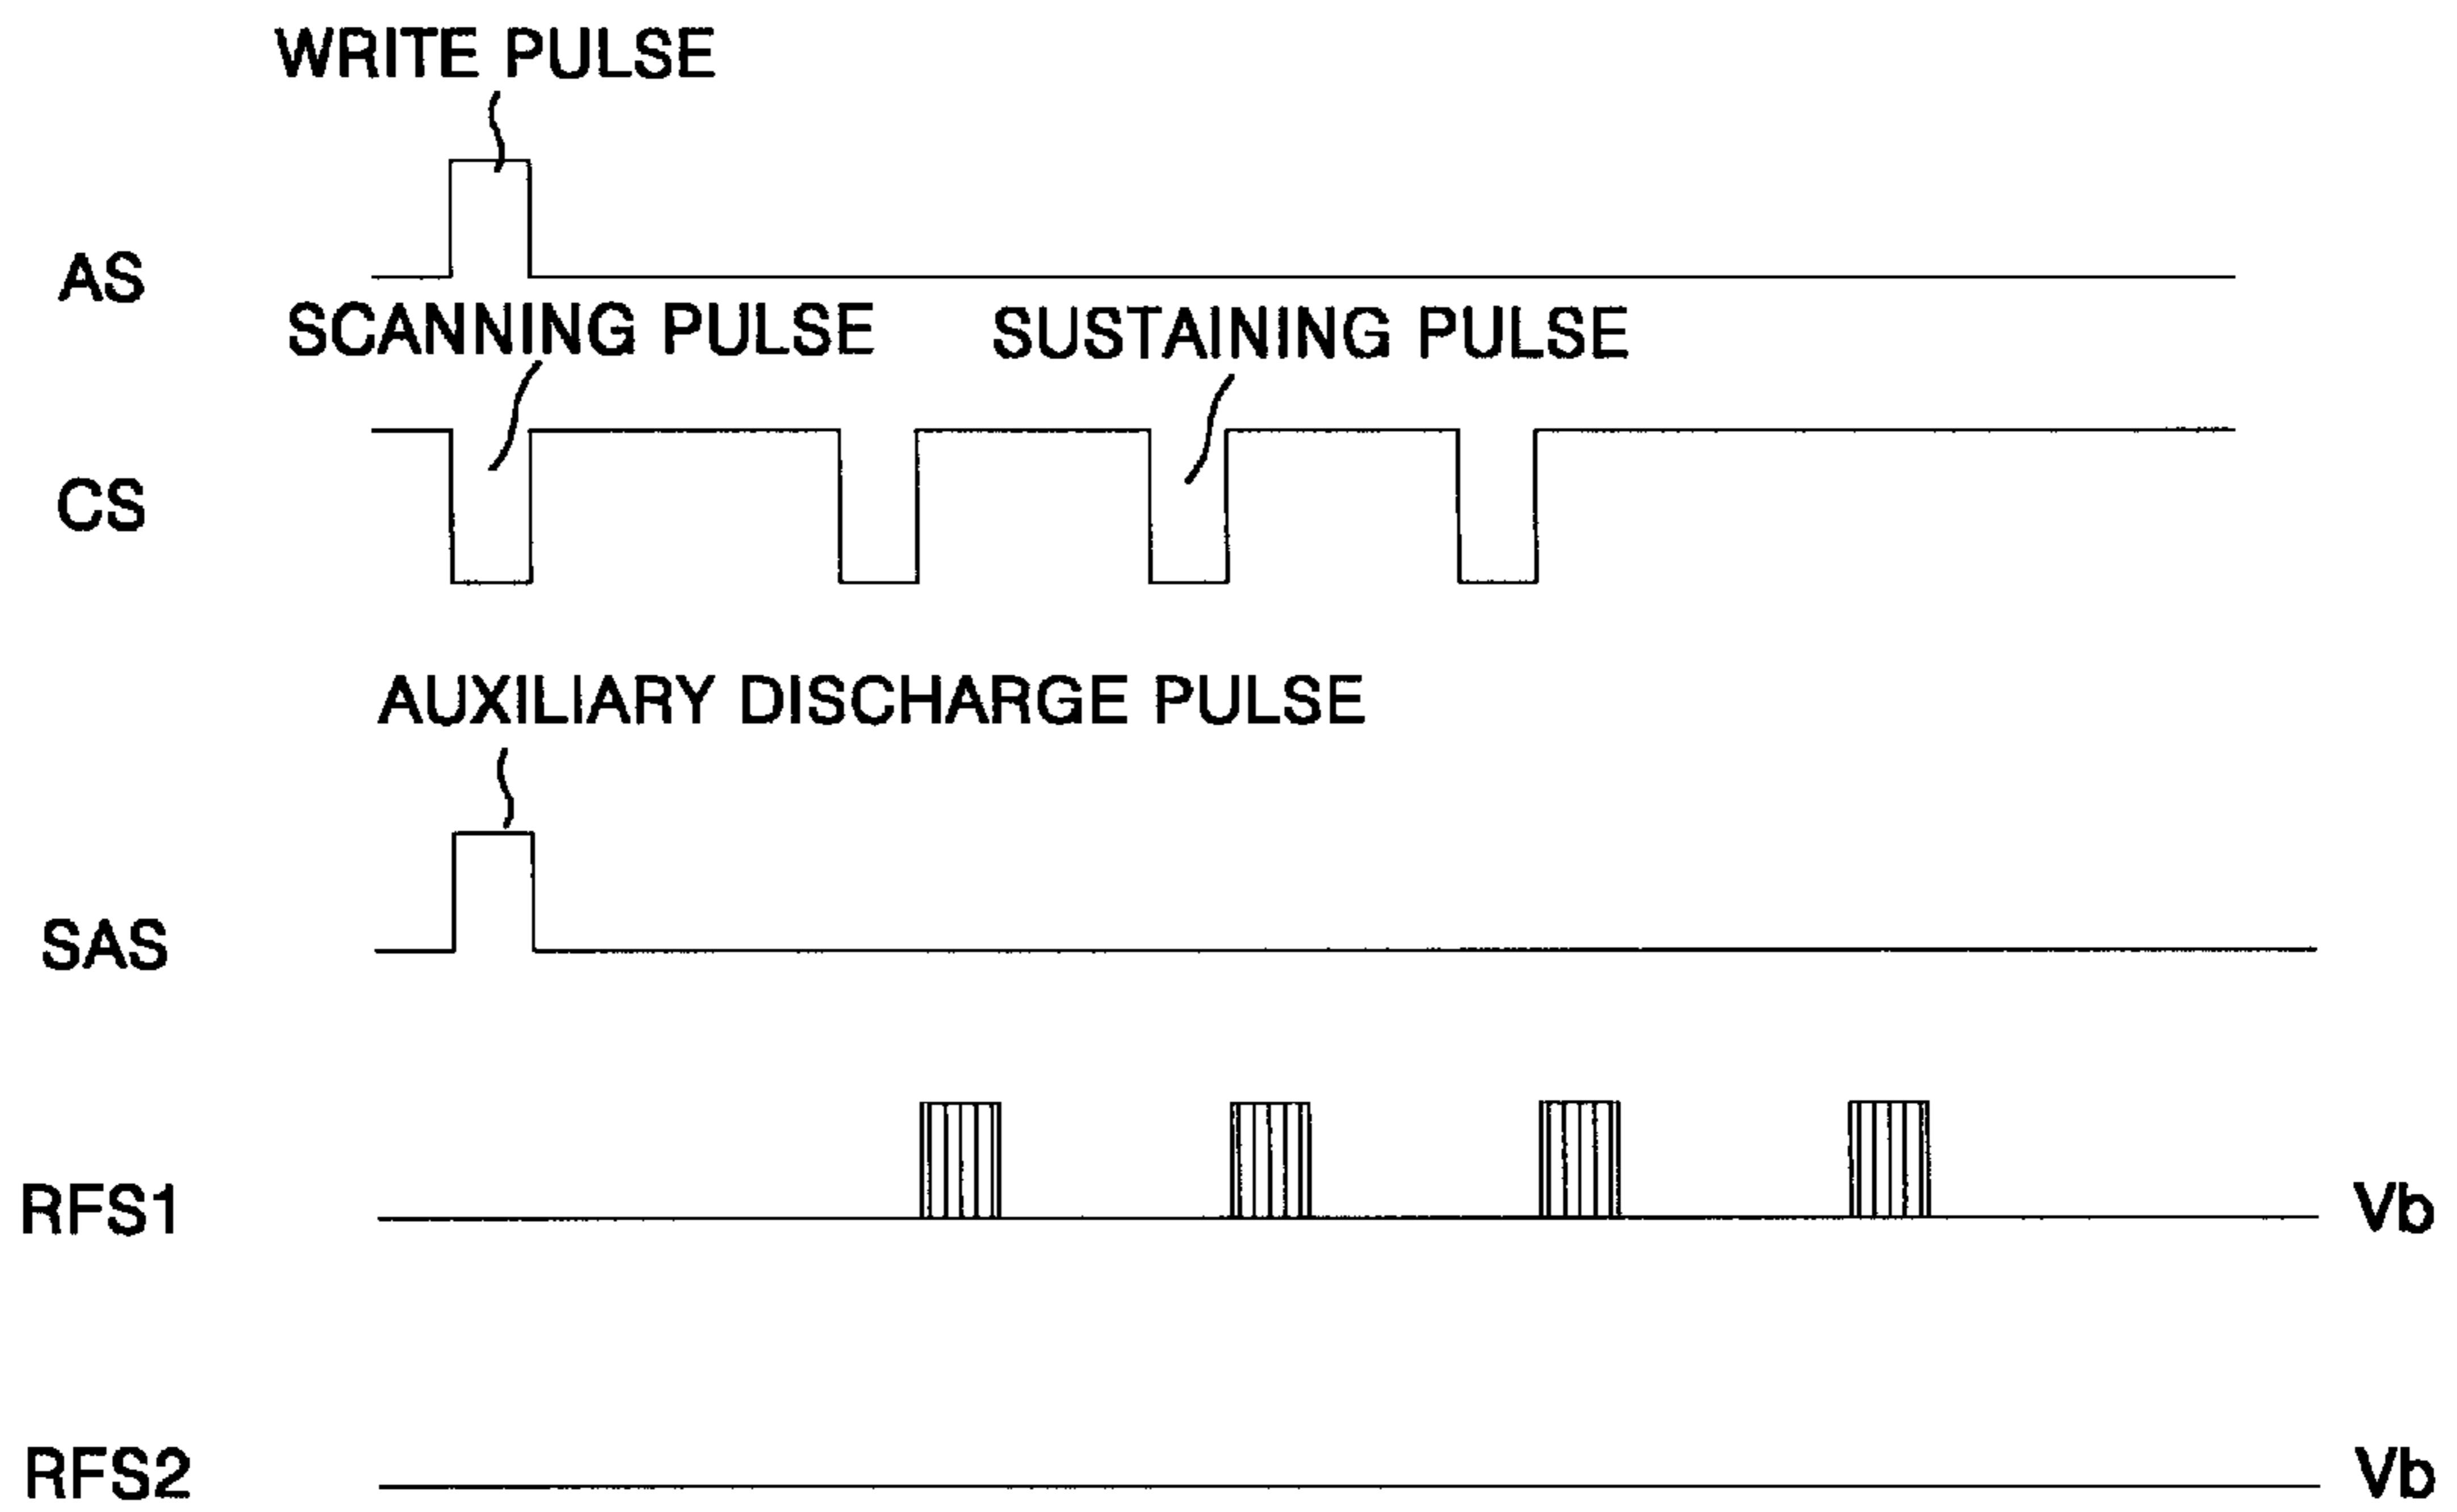 WRITE PULSE
AS
SCANNING PULSE
SUSTAINING PULSE
CS
AUXILIARY DISCHARGE PULSE
SAS
RFS1
Vb
RFS2
Vb